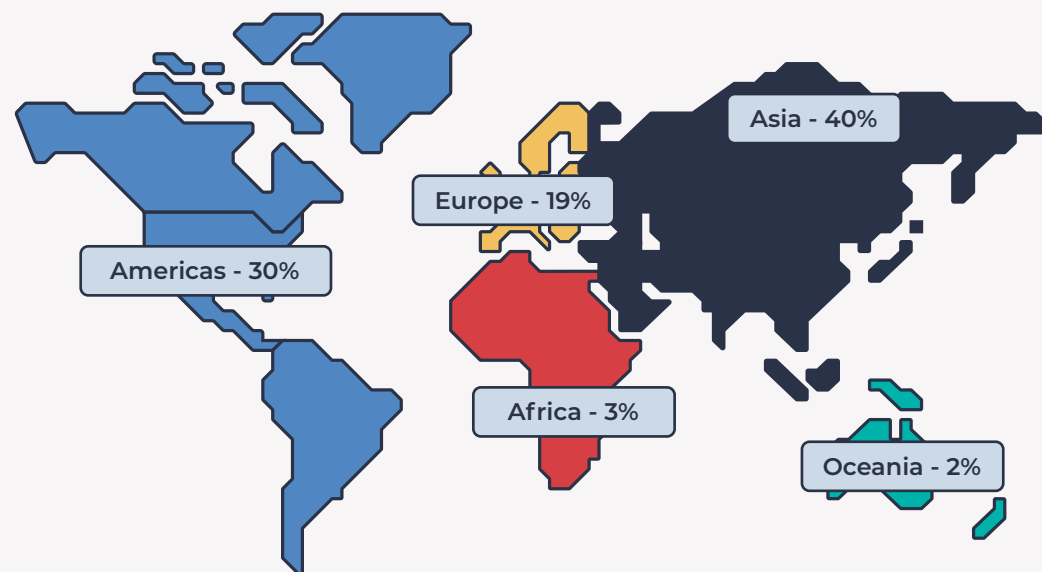 Asia - 40%
Europe - 19%
Americas - 30%
Africa - 3%
Oceania - 2%